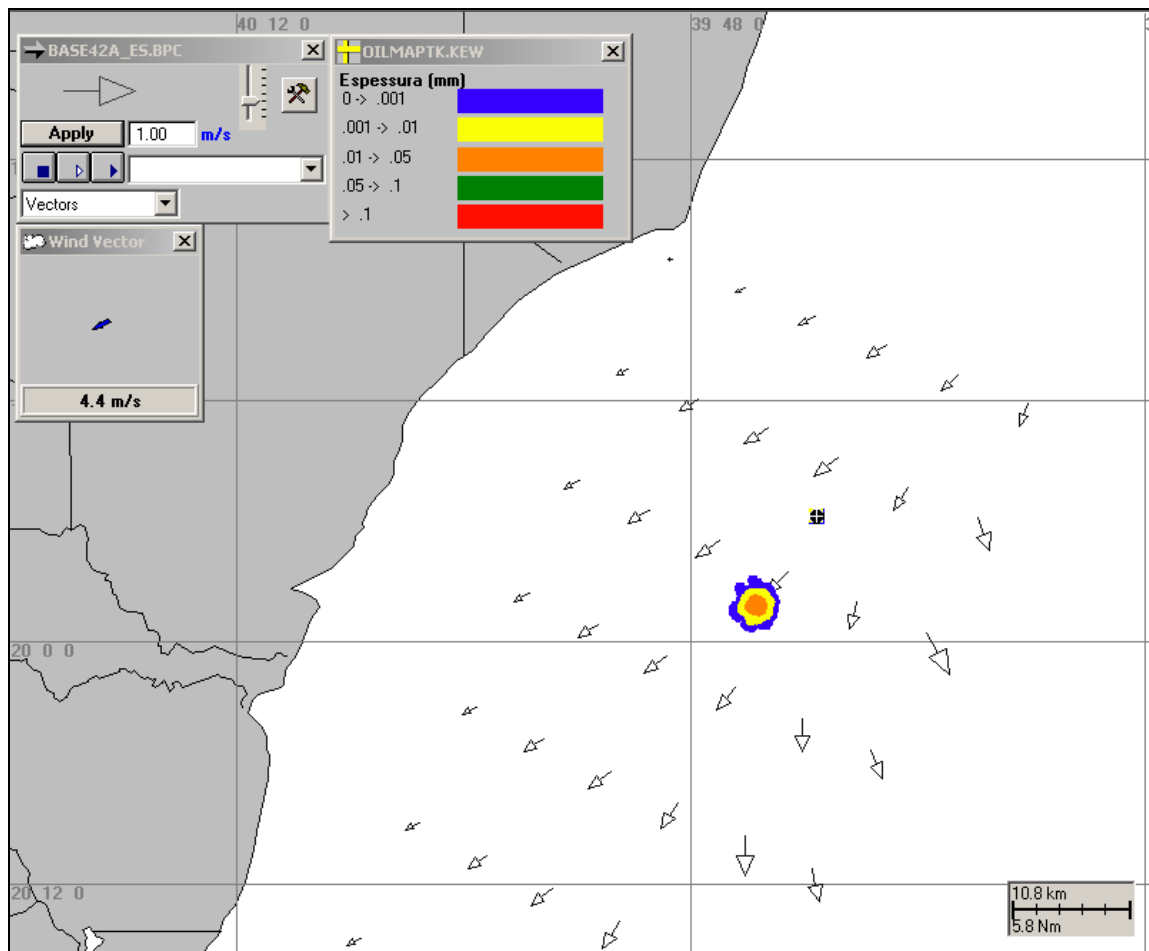 40 12 0
39 48 0
BASE42A_ES.BPC
Apply
1.00
m/s
Vectors
OILMAPTK.KEW
Espessura (mm)
0 -> .001
.001 -> .01
.01 -> .05
.05 -> .1
> .1
Wind Vector
4.4 m/s
20 0 0
20 12 0
10.8 km
5.8 Nm